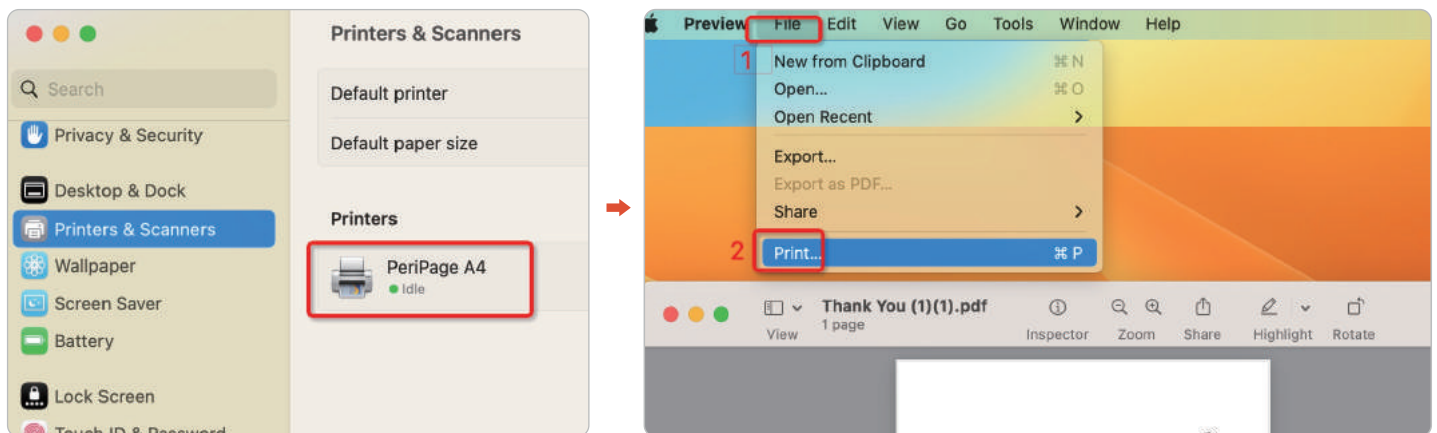 Printers & Scanners
Search
Default printer
Privacy & Security
Default paper size
Desktop & Dock
Printers
Printers & Scanners
PeriPage A4
Idle
Wallpaper
Screen Saver
Battery
Lock Screen
Touch ID & Password
Preview File Edit View Go Tools Window Help
1
New from Clipboard ⌘ N
Open... ⌘ O
Open Recent >
Export...
Export as PDF...
Share >
2
Print... ⌘ P
Thank You (1)(1).pdf
1 page
View Inspector Zoom Share Highlight Rotate